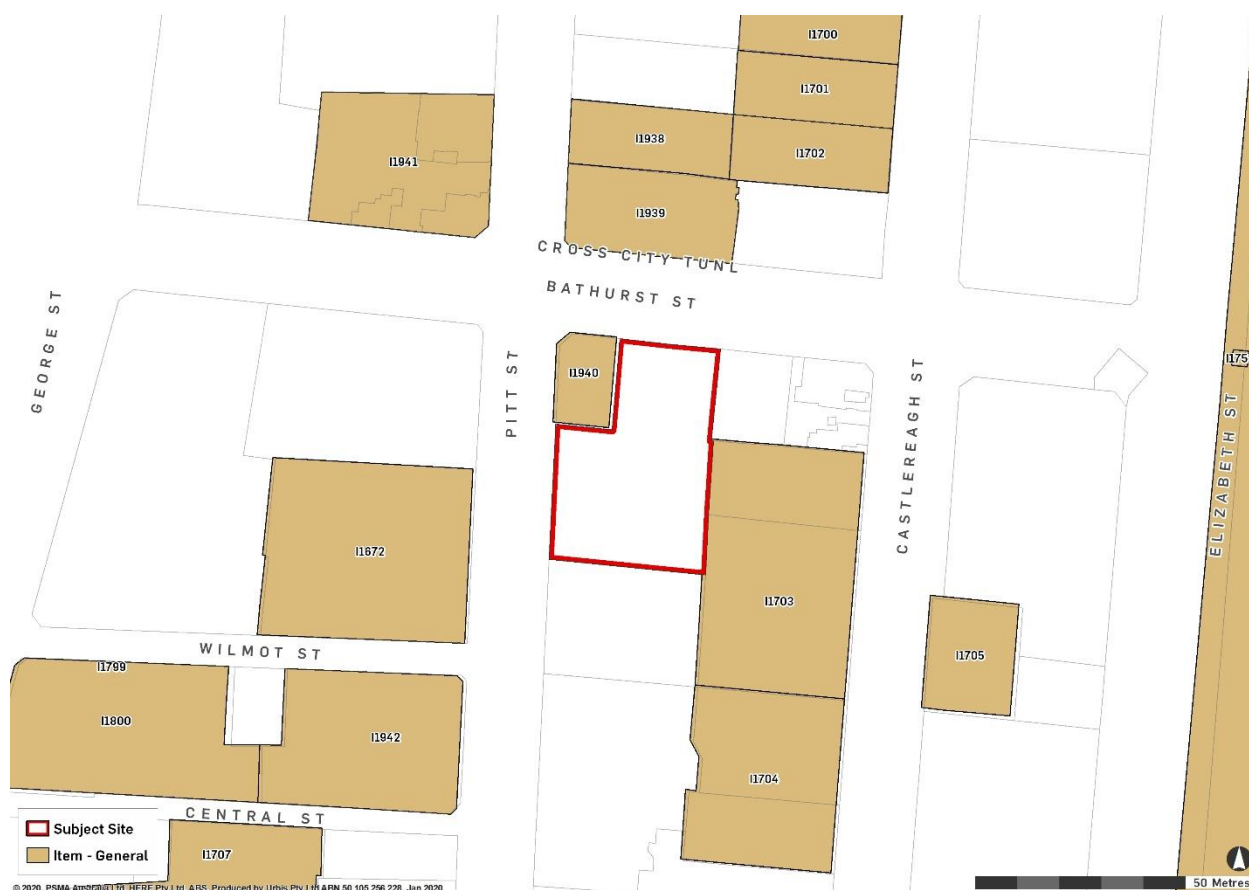 I1700
I1701
I1938
I1702
I1941
I1939
CROSS CITY TUNL
BATHURST ST
GEORGE ST
PITT ST
I1940
CASTLEREAGH ST
I175
ELIZABETH ST
I1672
I1703
WILMOT ST
I1705
I1799
I1800
I1942
I1704
CENTRAL ST
Subject Site
Item - General
I1707
© 2020. PSMA Australia Ltd, HERE Pty Ltd, ABS. Produced by Urbis Pty Ltd ABN 50 105 256 228, Jan 2020
50 Metres